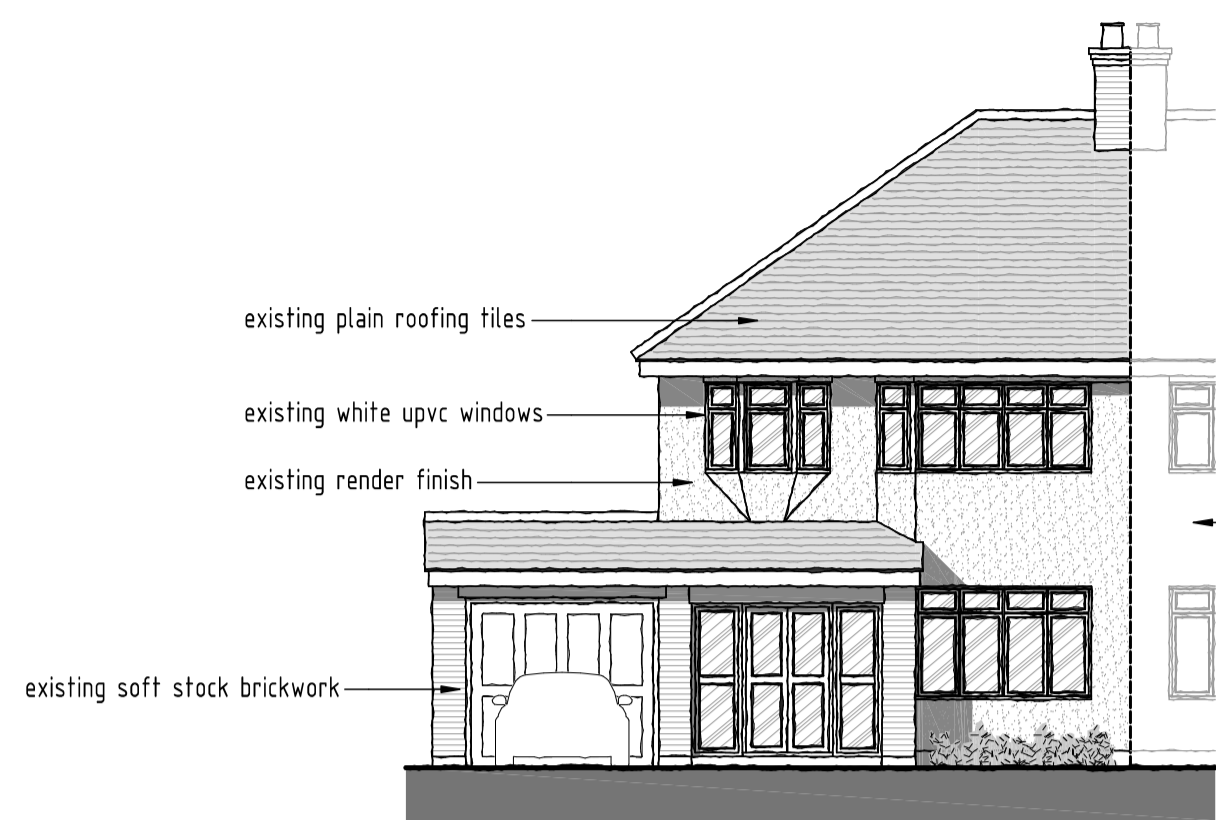 existing plain roofing tiles
existing white upvc windows
existing render finish
existing soft stock brickwork